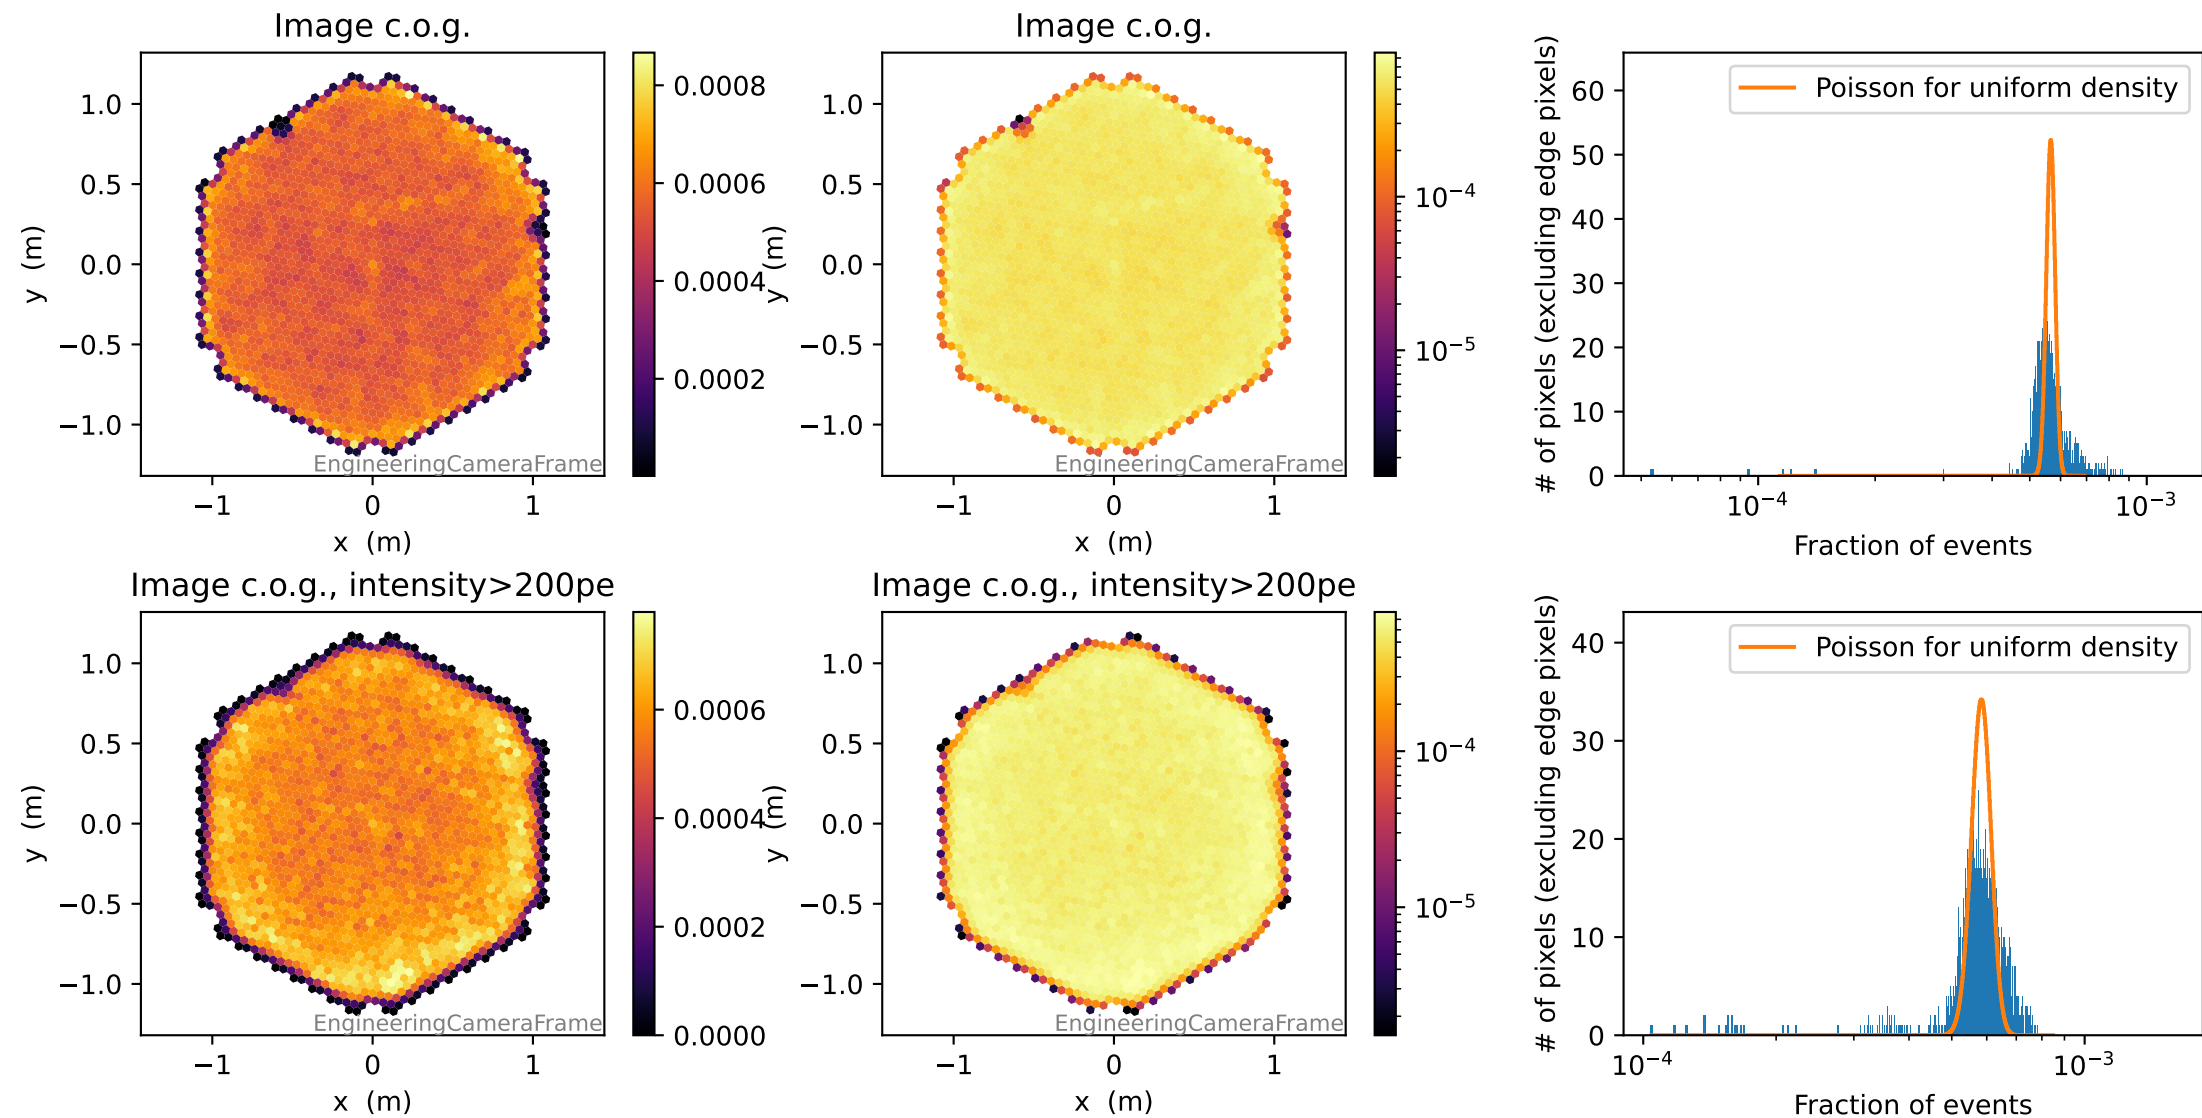 Image c.o.g.
1.0
0.5
0.0
−0.5
−1.0
y (m)
−1
0
1
x (m)
EngineeringCameraFrame
0.0008
0.0006
0.0004
0.0002
Image c.o.g.
1.0
0.5
0.0
−0.5
−1.0
y (m)
−1
0
1
x (m)
EngineeringCameraFrame
10⁻⁴
10⁻⁵
# of pixels (excluding edge pixels)
60
50
40
30
20
10
0
Poisson for uniform density
10⁻⁴
10⁻³
Fraction of events
Image c.o.g., intensity>200pe
1.0
0.5
0.0
−0.5
−1.0
y (m)
−1
0
1
x (m)
EngineeringCameraFrame
0.0006
0.0004
0.0002
0.0000
Image c.o.g., intensity>200pe
1.0
0.5
0.0
−0.5
−1.0
y (m)
−1
0
1
x (m)
EngineeringCameraFrame
10⁻⁴
10⁻⁵
# of pixels (excluding edge pixels)
40
30
20
10
0
Poisson for uniform density
10⁻⁴
10⁻³
Fraction of events